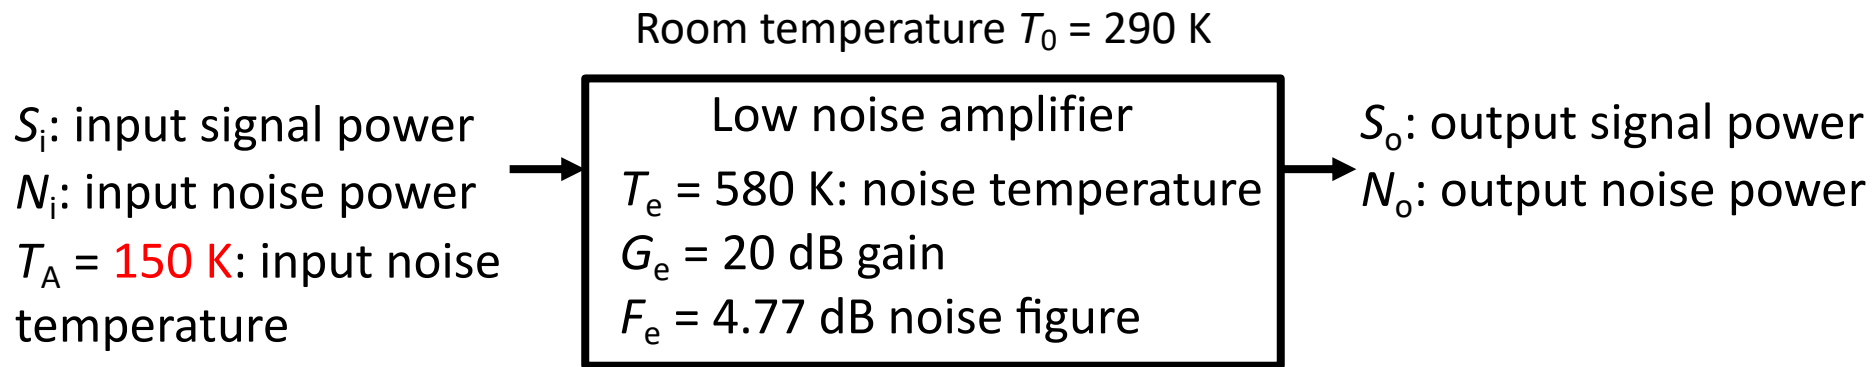 Room temperature T₀ = 290 K
Sᵢ: input signal power
Nᵢ: input noise power
T_A = 150 K: input noise
temperature
Low noise amplifier
Tₑ = 580 K: noise temperature
Gₑ = 20 dB gain
Fₑ = 4.77 dB noise figure
Sₒ: output signal power
Nₒ: output noise power